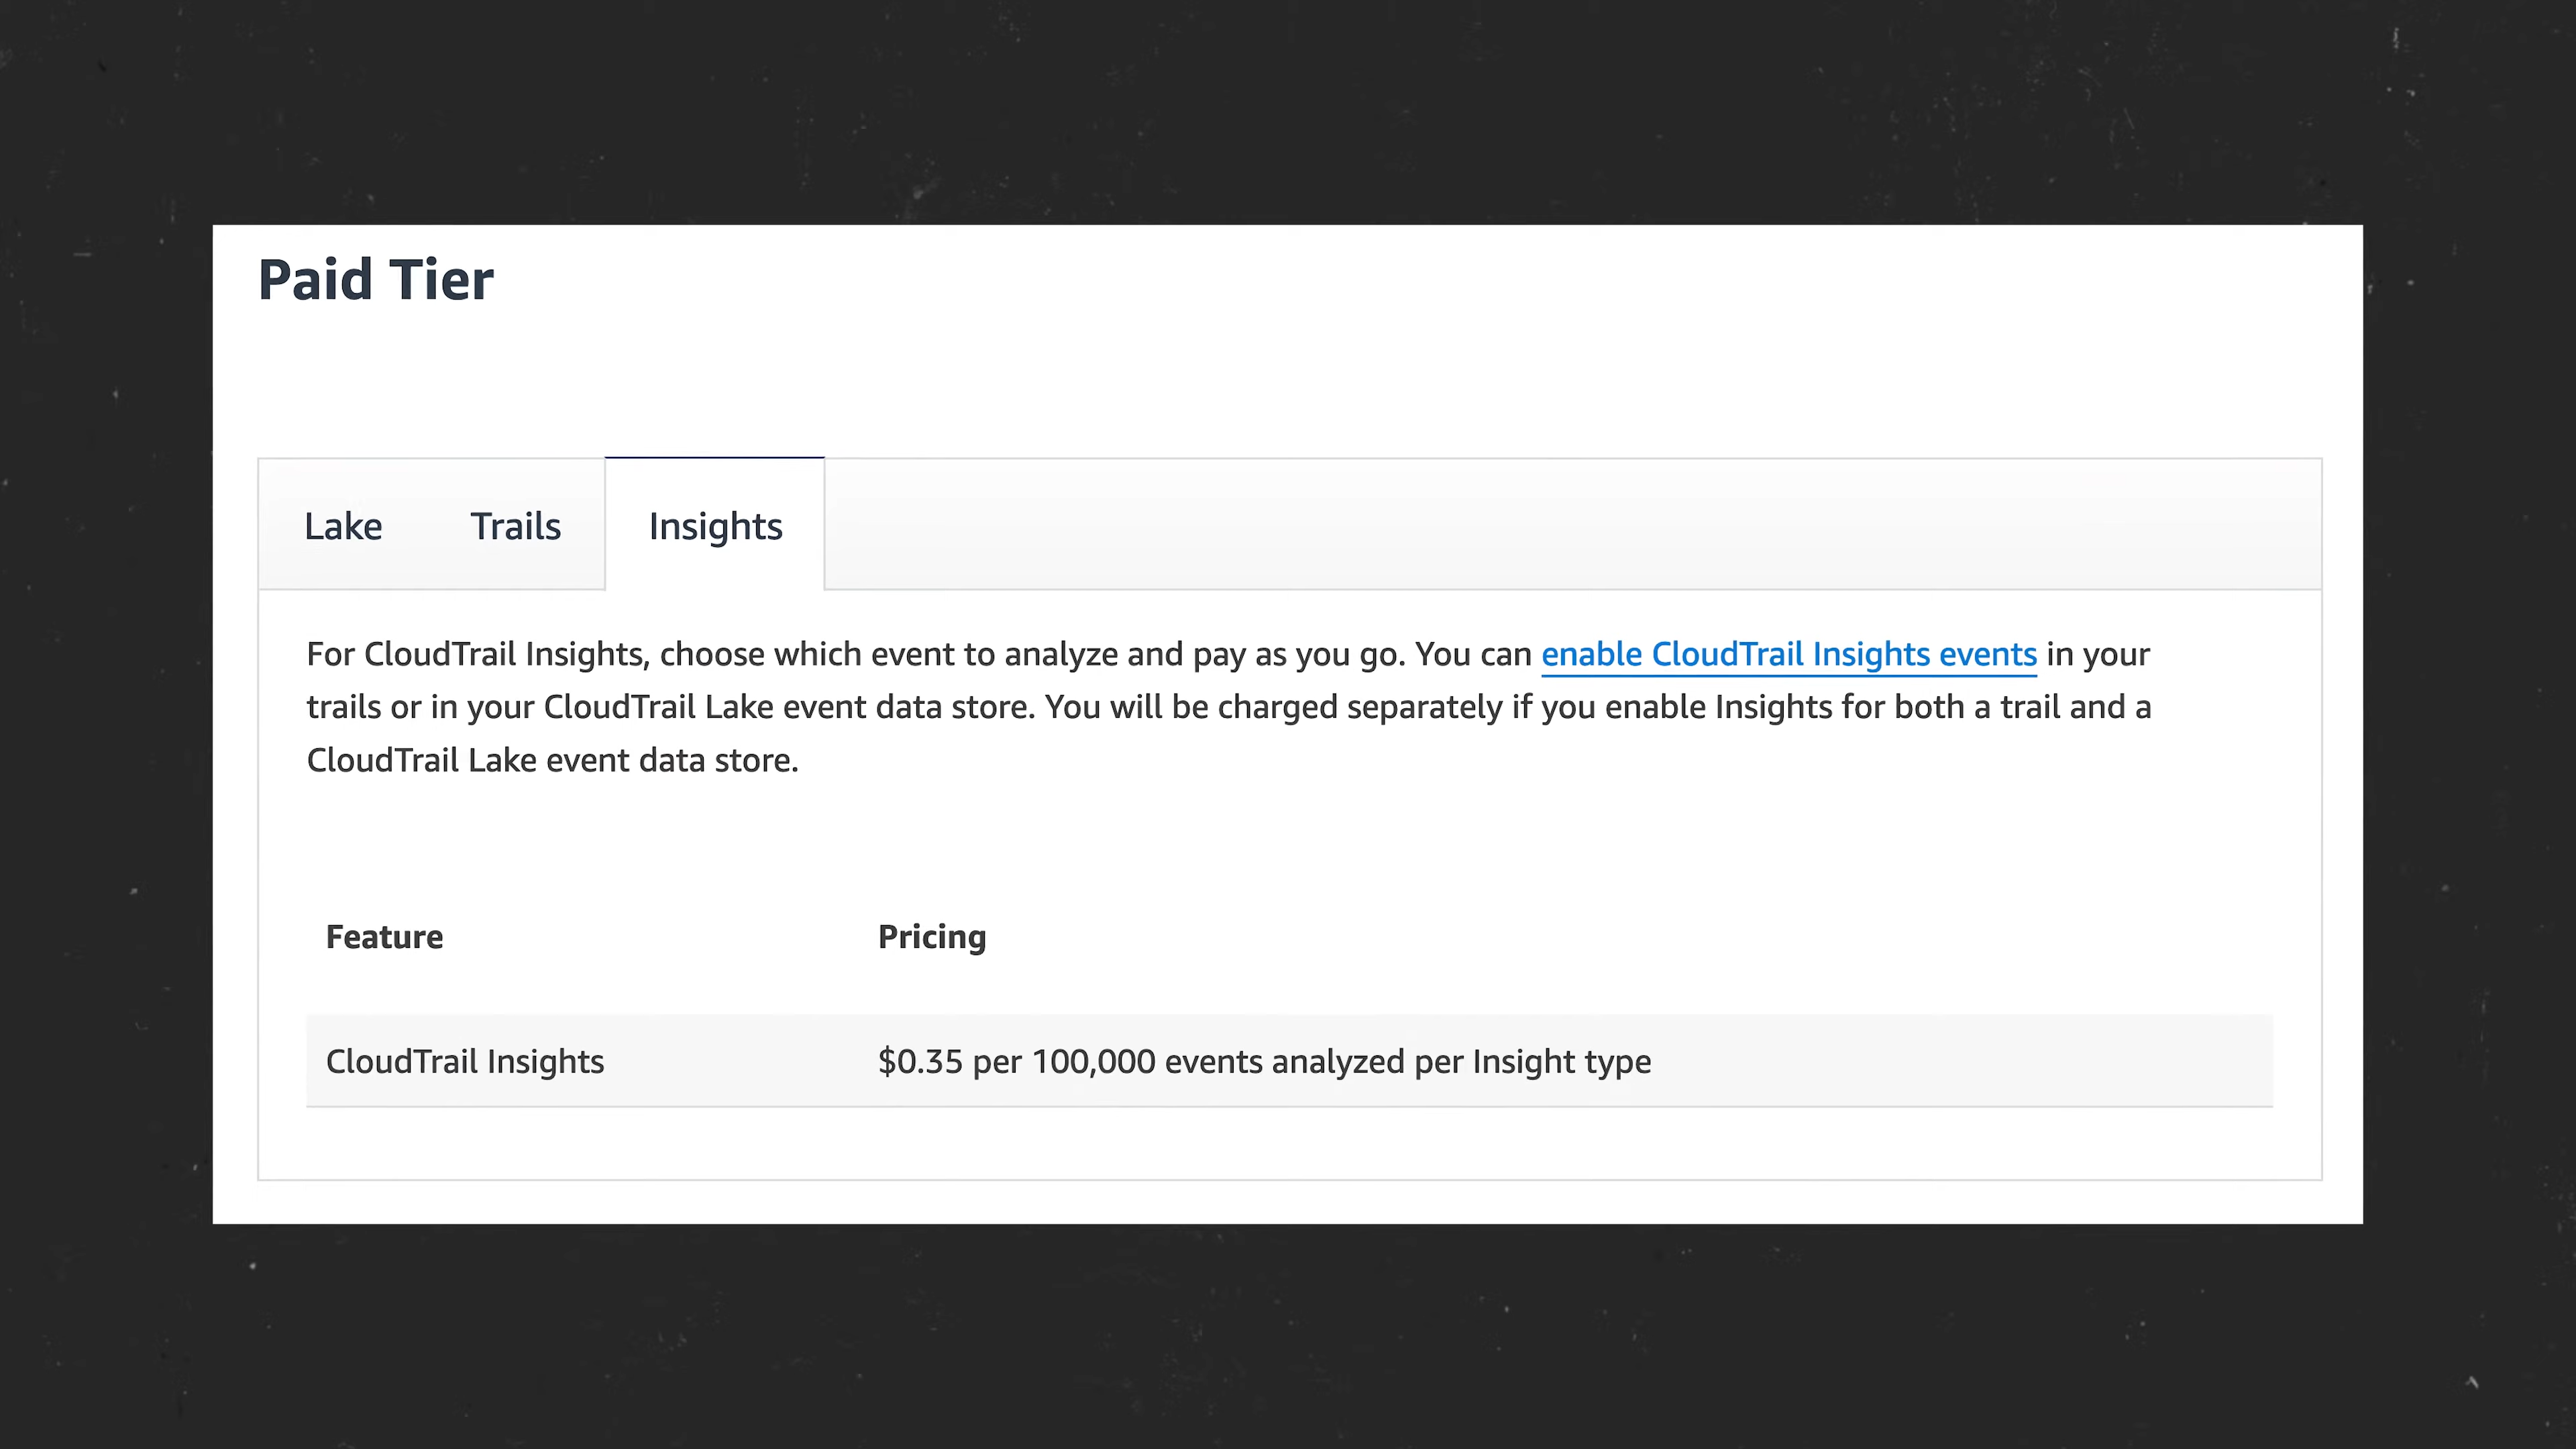 Paid Tier
Lake Trails Insights
For CloudTrail Insights, choose which event to analyze and pay as you go. You can enable CloudTrail Insights events in your
trails or in your CloudTrail Lake event data store. You will be charged separately if you enable Insights for both a trail and a
CloudTrail Lake event data store.
Feature Pricing
CloudTrail Insights $0.35 per 100,000 events analyzed per Insight type